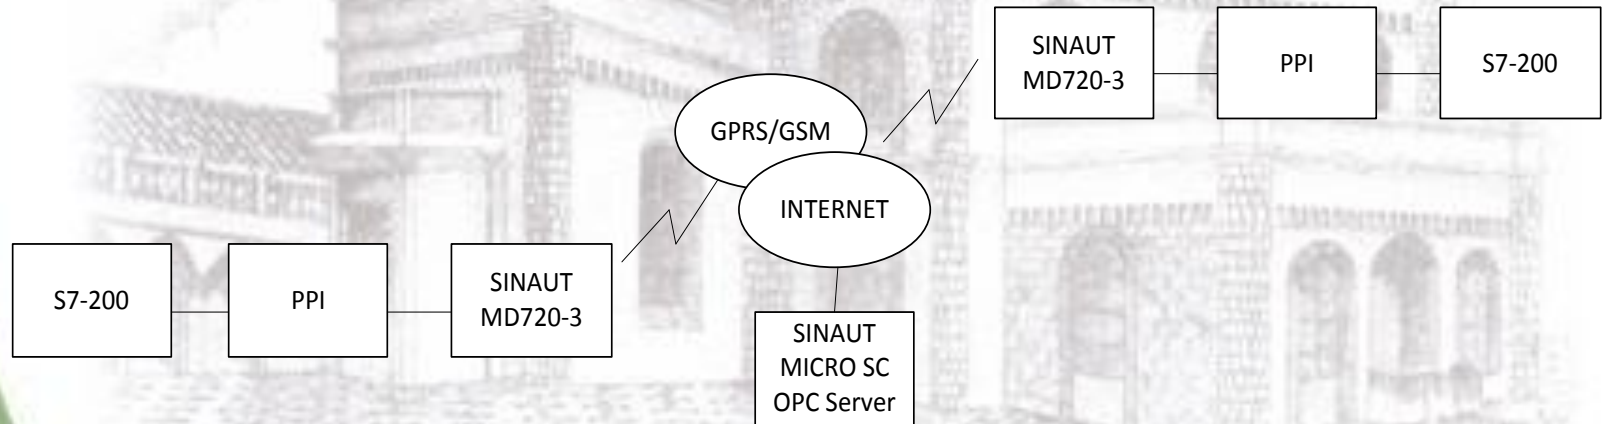 SINAUT
MD720-3
PPI
S7-200
GPRS/GSM
INTERNET
S7-200
PPI
SINAUT
MD720-3
SINAUT
MICRO SC
OPC Server